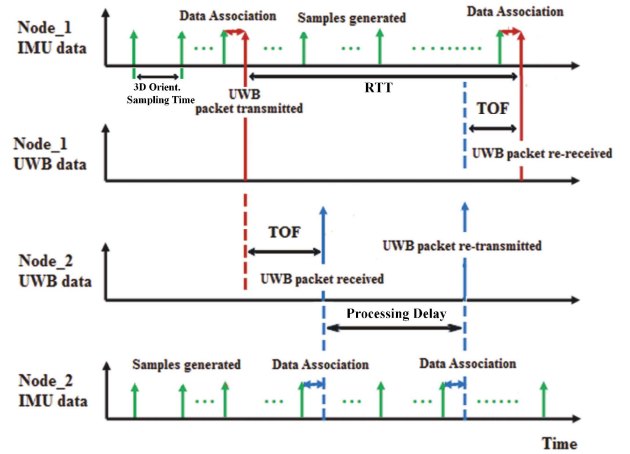 Node_1
IMU data
Data Association
Samples generated
Data Association
3D Orient.
Sampling Time
UWB
packet transmitted
RTT
TOF
Node_1
UWB data
UWB packet re-received
Node_2
UWB data
TOF
UWB packet re-transmitted
UWB packet received
Processing Delay
Node_2
IMU data
Samples generated
Data Association
Data Association
Time